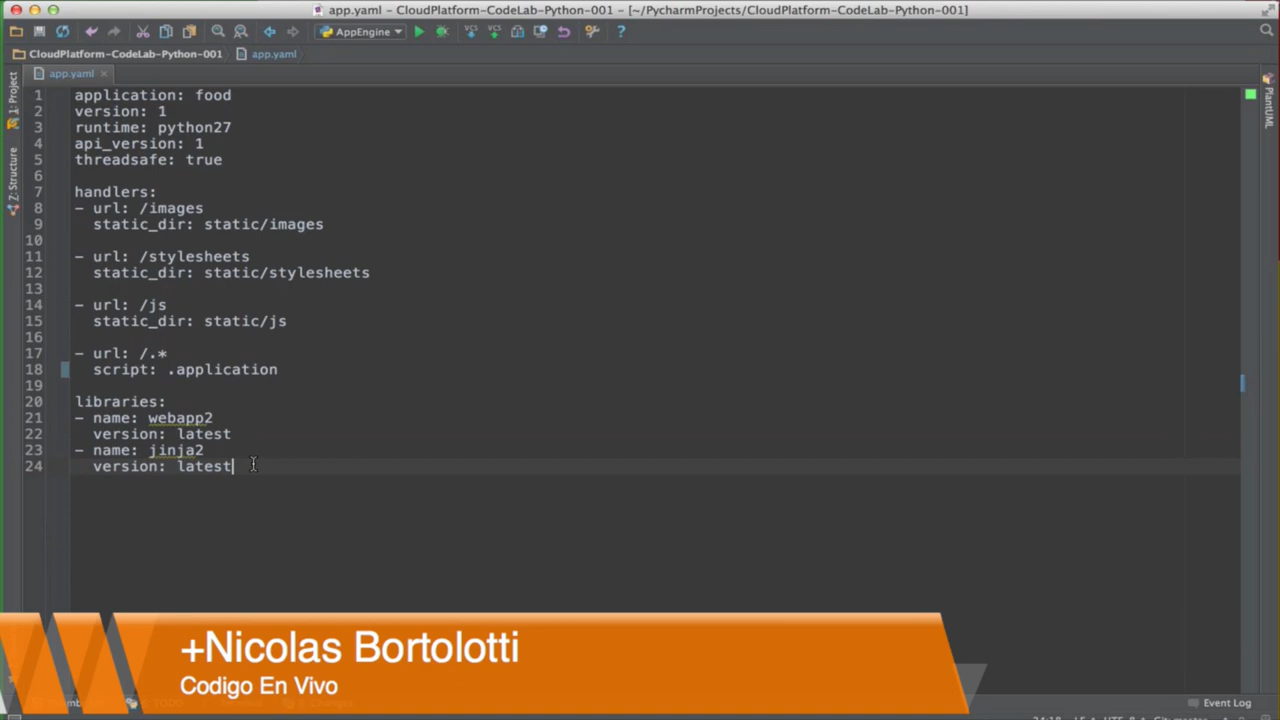 app.yaml – CloudPlatform-CodeLab-Python-001 – [~/PycharmProjects/CloudPlatform-CodeLab-Python-001]
AppEngine
CloudPlatform-CodeLab-Python-001 app.yaml
app.yaml
1: Project
Z: Structure
PlantUML
1 application: food
2 version: 1
3 runtime: python27
4 api_version: 1
5 threadsafe: true
6
7 handlers:
8 - url: /images
9 static_dir: static/images
10
11 - url: /stylesheets
12 static_dir: static/stylesheets
13
14 - url: /js
15 static_dir: static/js
16
17 - url: /.*
18 script: .application
19
20 libraries:
21 - name: webapp2
22 version: latest
23 - name: jinja2
24 version: latest
+Nicolas Bortolotti
Codigo En Vivo
Event Log